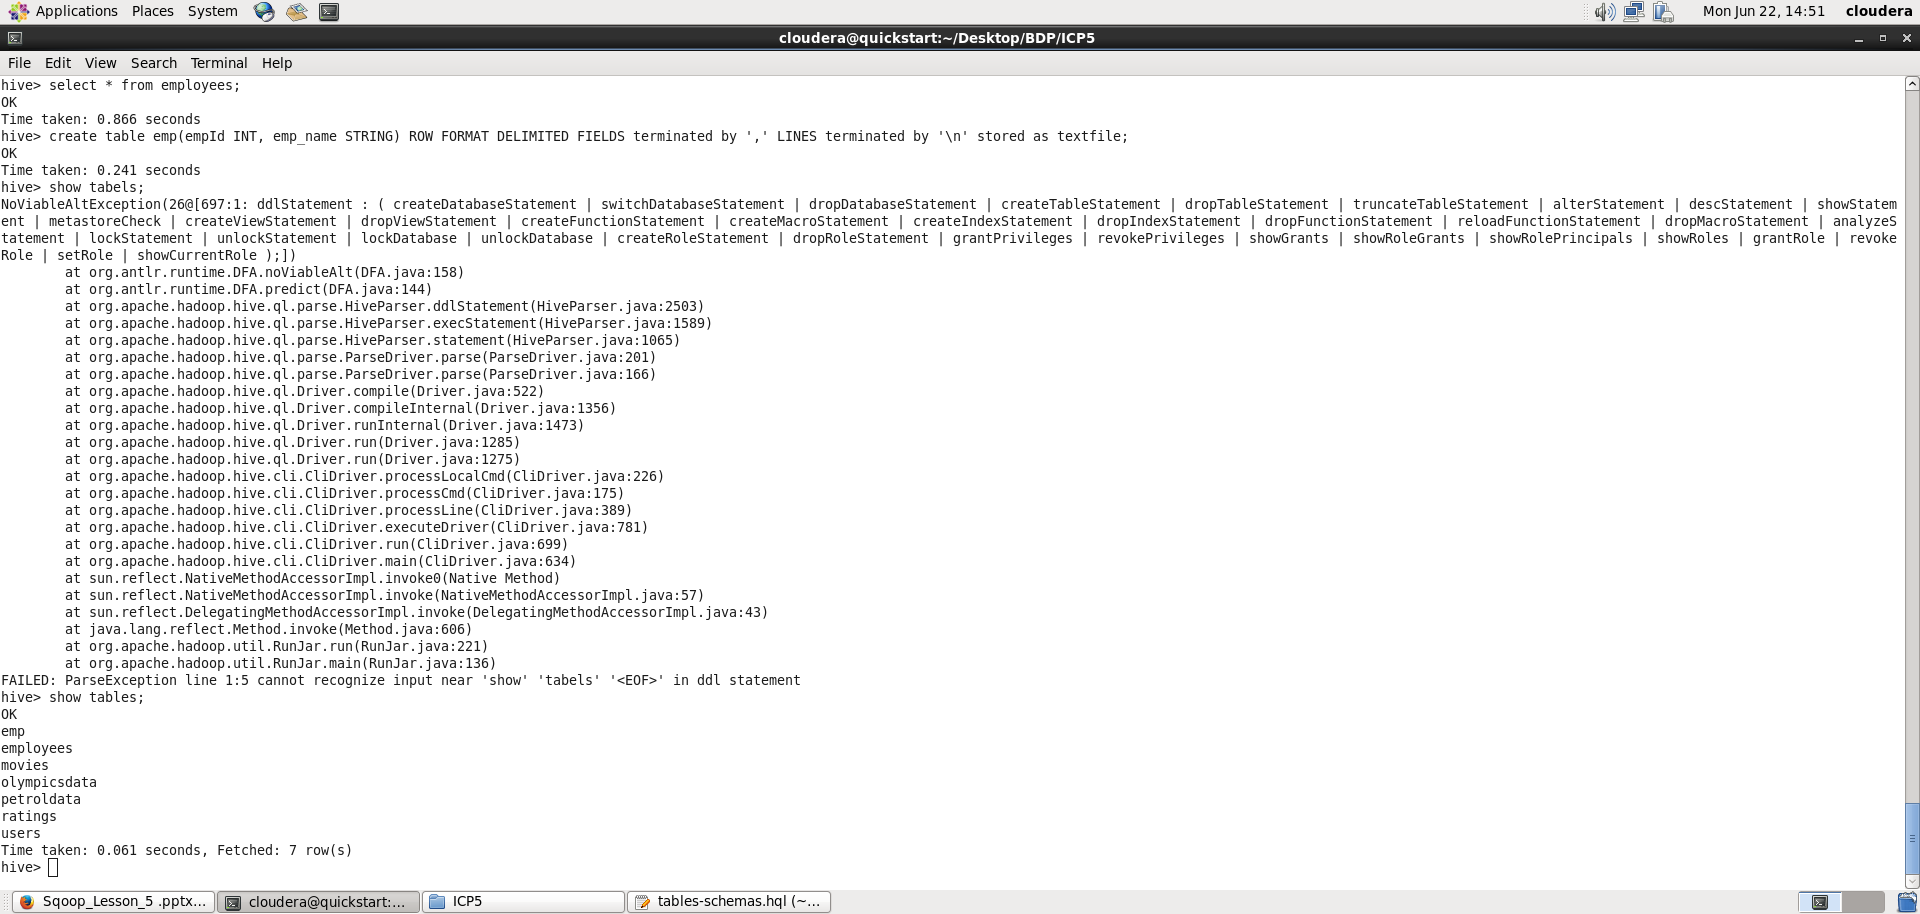 Applications Places System
Mon Jun 22, 14:51 cloudera
cloudera@quickstart:~/Desktop/BDP/ICP5
File Edit View Search Terminal Help
hive> select * from employees;
OK
Time taken: 0.866 seconds
hive> create table emp(empId INT, emp_name STRING) ROW FORMAT DELIMITED FIELDS terminated by ',' LINES terminated by '\n' stored as textfile;
OK
Time taken: 0.241 seconds
hive> show tabels;
NoViableAltException(26@[697:1: ddlStatement : ( createDatabaseStatement | switchDatabaseStatement | dropDatabaseStatement | createTableStatement | dropTableStatement | truncateTableStatement | alterStatement | descStatement | showStatem
ent | metastoreCheck | createViewStatement | dropViewStatement | createFunctionStatement | createMacroStatement | createIndexStatement | dropIndexStatement | dropFunctionStatement | reloadFunctionStatement | dropMacroStatement | analyzeS
tatement | lockStatement | unlockStatement | lockDatabase | unlockDatabase | createRoleStatement | dropRoleStatement | grantPrivileges | revokePrivileges | showGrants | showRoleGrants | showRolePrincipals | showRoles | grantRole | revoke
Role | setRole | showCurrentRole );])
at org.antlr.runtime.DFA.noViableAlt(DFA.java:158)
at org.antlr.runtime.DFA.predict(DFA.java:144)
at org.apache.hadoop.hive.ql.parse.HiveParser.ddlStatement(HiveParser.java:2503)
at org.apache.hadoop.hive.ql.parse.HiveParser.execStatement(HiveParser.java:1589)
at org.apache.hadoop.hive.ql.parse.HiveParser.statement(HiveParser.java:1065)
at org.apache.hadoop.hive.ql.parse.ParseDriver.parse(ParseDriver.java:201)
at org.apache.hadoop.hive.ql.parse.ParseDriver.parse(ParseDriver.java:166)
at org.apache.hadoop.hive.ql.Driver.compile(Driver.java:522)
at org.apache.hadoop.hive.ql.Driver.compileInternal(Driver.java:1356)
at org.apache.hadoop.hive.ql.Driver.runInternal(Driver.java:1473)
at org.apache.hadoop.hive.ql.Driver.run(Driver.java:1285)
at org.apache.hadoop.hive.ql.Driver.run(Driver.java:1275)
at org.apache.hadoop.hive.cli.CliDriver.processLocalCmd(CliDriver.java:226)
at org.apache.hadoop.hive.cli.CliDriver.processCmd(CliDriver.java:175)
at org.apache.hadoop.hive.cli.CliDriver.processLine(CliDriver.java:389)
at org.apache.hadoop.hive.cli.CliDriver.executeDriver(CliDriver.java:781)
at org.apache.hadoop.hive.cli.CliDriver.run(CliDriver.java:699)
at org.apache.hadoop.hive.cli.CliDriver.main(CliDriver.java:634)
at sun.reflect.NativeMethodAccessorImpl.invoke0(Native Method)
at sun.reflect.NativeMethodAccessorImpl.invoke(NativeMethodAccessorImpl.java:57)
at sun.reflect.DelegatingMethodAccessorImpl.invoke(DelegatingMethodAccessorImpl.java:43)
at java.lang.reflect.Method.invoke(Method.java:606)
at org.apache.hadoop.util.RunJar.run(RunJar.java:221)
at org.apache.hadoop.util.RunJar.main(RunJar.java:136)
FAILED: ParseException line 1:5 cannot recognize input near 'show' 'tabels' '<EOF>' in ddl statement
hive> show tables;
OK
emp
employees
movies
olympicsdata
petroldata
ratings
users
Time taken: 0.061 seconds, Fetched: 7 row(s)
hive>
Sqoop_Lesson_5 .pptx... cloudera@quickstart:... ICP5 tables-schemas.hql (~...